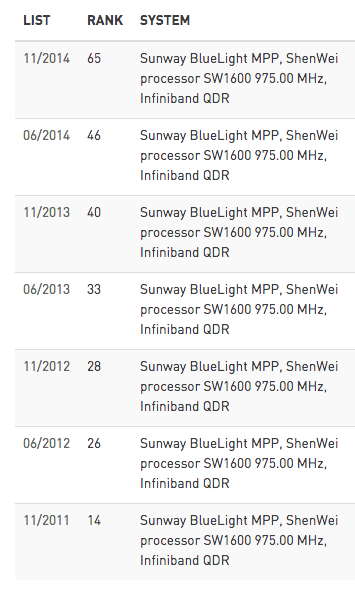 LIST RANK SYSTEM
11/2014 65 Sunway BlueLight MPP, ShenWei
processor SW1600 975.00 MHz,
Infiniband QDR
06/2014 46 Sunway BlueLight MPP, ShenWei
processor SW1600 975.00 MHz,
Infiniband QDR
11/2013 40 Sunway BlueLight MPP, ShenWei
processor SW1600 975.00 MHz,
Infiniband QDR
06/2013 33 Sunway BlueLight MPP, ShenWei
processor SW1600 975.00 MHz,
Infiniband QDR
11/2012 28 Sunway BlueLight MPP, ShenWei
processor SW1600 975.00 MHz,
Infiniband QDR
06/2012 26 Sunway BlueLight MPP, ShenWei
processor SW1600 975.00 MHz,
Infiniband QDR
11/2011 14 Sunway BlueLight MPP, ShenWei
processor SW1600 975.00 MHz,
Infiniband QDR